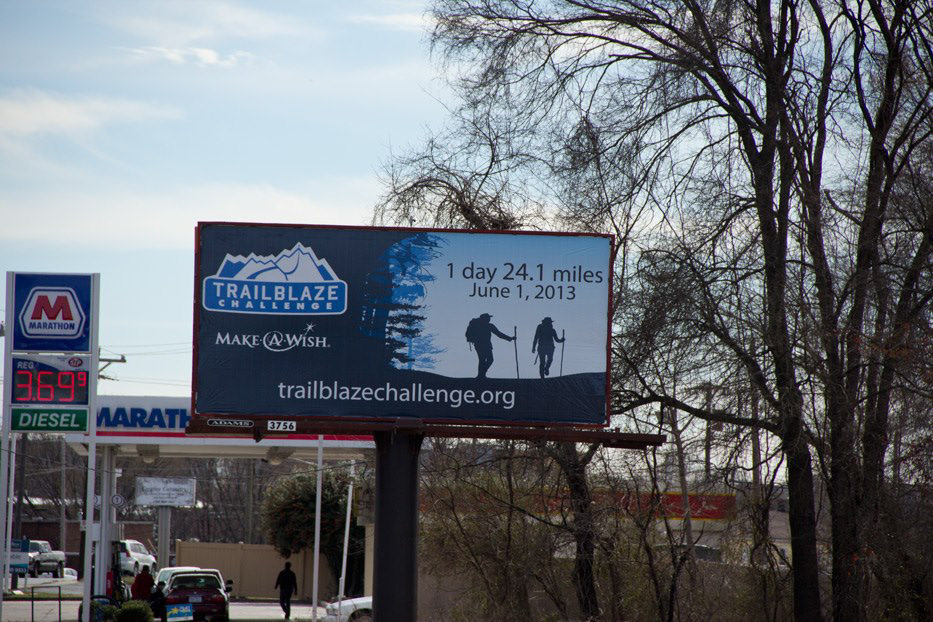 TRAILBLAZE
CHALLENGE
MAKE-A-WISH.
1 day 24.1 miles
June 1, 2013
trailblazechallenge.org
ADAMS
3756
M
MARATHON
REG
3.69 9
DIESEL
MARATH